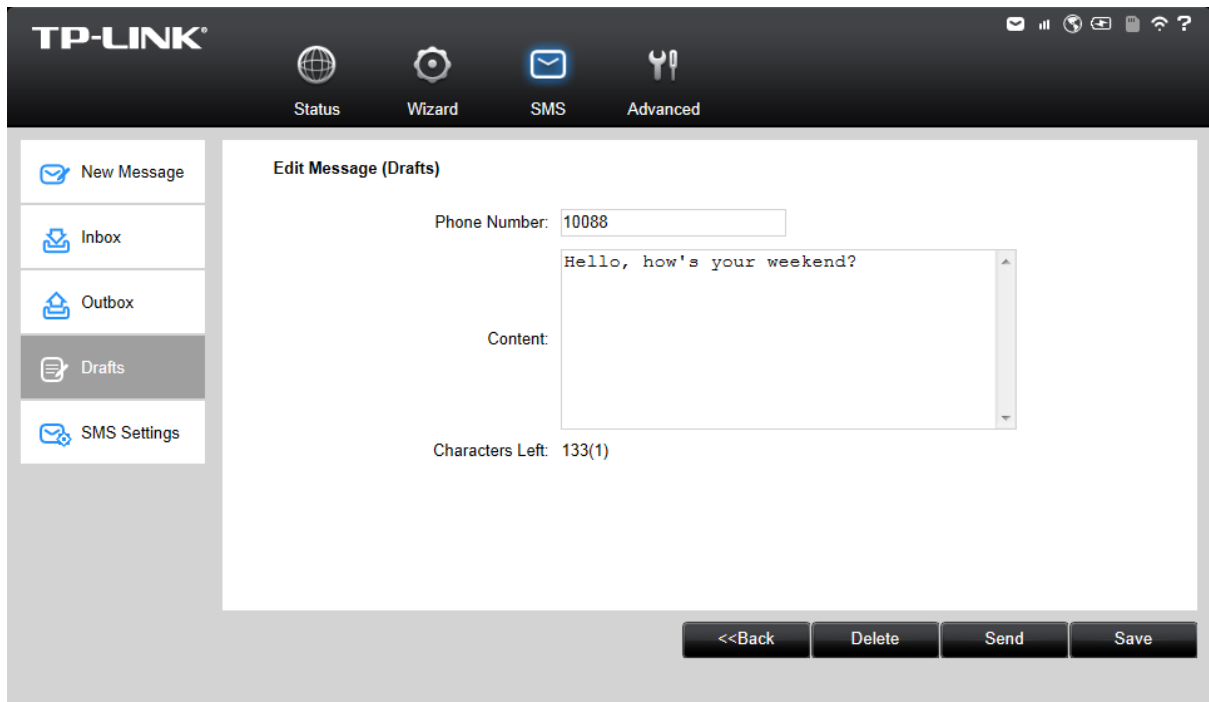 TP-LINK®
Status Wizard SMS Advanced
New Message
Inbox
Outbox
Drafts
SMS Settings
Edit Message (Drafts)
Phone Number: 10088
Content: Hello, how's your weekend?
Characters Left: 133(1)
<<Back Delete Send Save